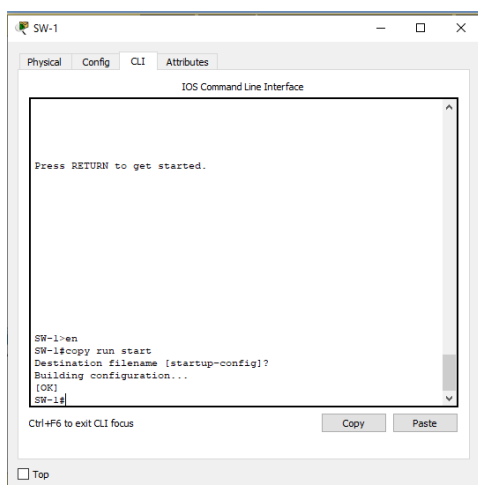 SW-1
Physical Config CLI Attributes
IOS Command Line Interface
Press RETURN to get started.
SW-1>en
SW-1#copy run start
Destination filename [startup-config]?
Building configuration...
[OK]
SW-1#
Ctrl+F6 to exit CLI focus
Copy Paste
Top